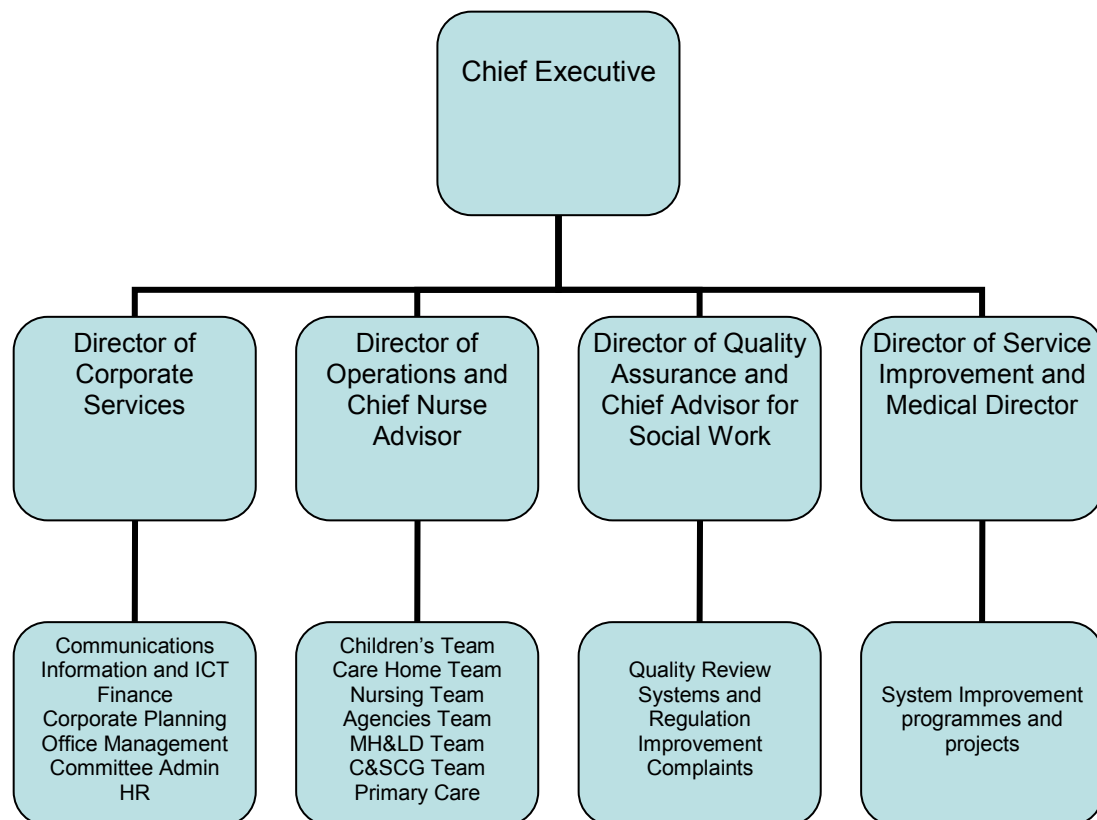 Chief Executive
Director of
Corporate
Services
Director of
Operations and
Chief Nurse
Advisor
Director of Quality
Assurance and
Chief Advisor for
Social Work
Director of Service
Improvement and
Medical Director
Communications
Information and ICT
Finance
Corporate Planning
Office Management
Committee Admin
HR
Children’s Team
Care Home Team
Nursing Team
Agencies Team
MH&LD Team
C&SCG Team
Primary Care
Quality Review
Systems and
Regulation
Improvement
Complaints
System Improvement
programmes and
projects